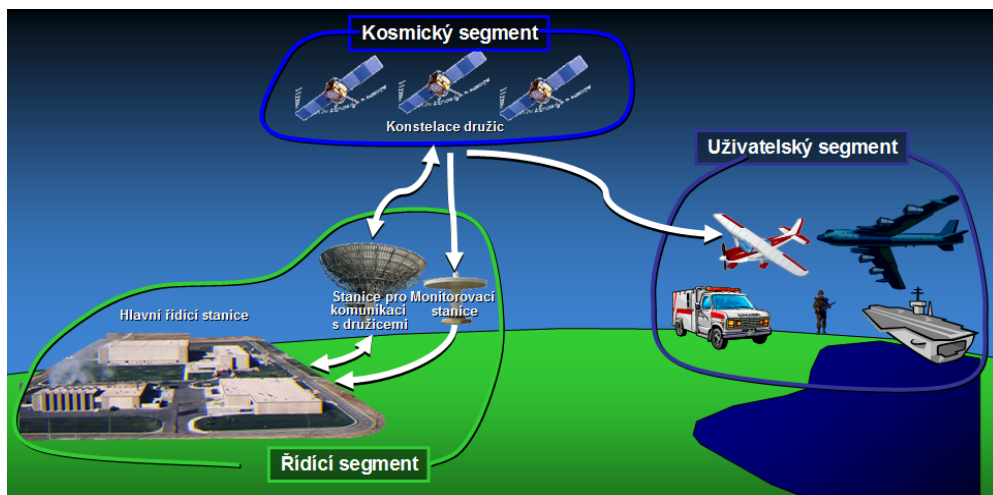 Kosmický segment
Konstelace družic
Uživatelský segment
Stanice pro
komunikaci
s družicemi
Monitorovací
stanice
Hlavní řídící stanice
Řídící segment